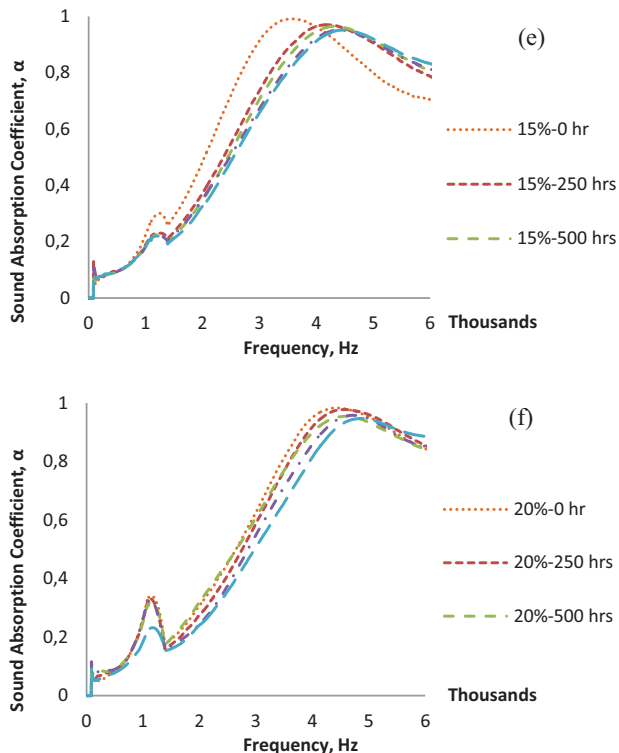 (e)
Sound Absorption Coefficient, α
1
0,8
0,6
0,4
0,2
0
0 1 2 3 4 5 6
Thousands
Frequency, Hz
15%-0 hr
15%-250 hrs
15%-500 hrs
(f)
Sound Absorption Coefficient, α
1
0,8
0,6
0,4
0,2
0
0 1 2 3 4 5 6
Thousands
Frequency, Hz
20%-0 hr
20%-250 hrs
20%-500 hrs